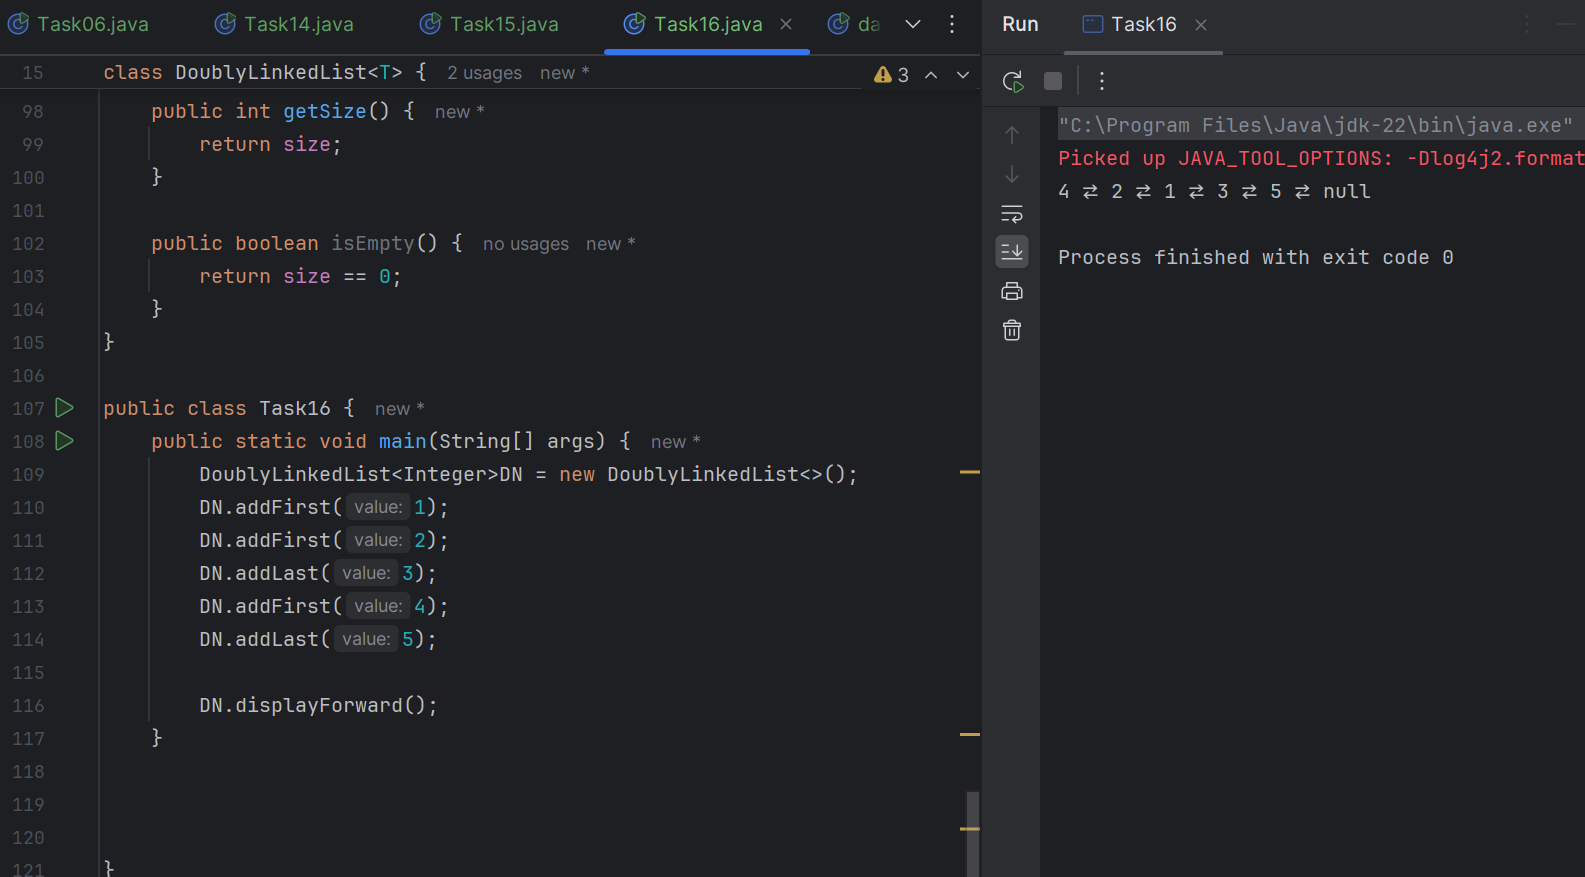 Task06.java Task14.java Task15.java Task16.java da
15 class DoublyLinkedList<T> { 2 usages new * 3
98 public int getSize() { new *
99 return size;
100 }
101
102 public boolean isEmpty() { no usages new *
103 return size == 0;
104 }
105 }
106
107 public class Task16 { new *
108 public static void main(String[] args) { new *
109 DoublyLinkedList<Integer>DN = new DoublyLinkedList<>();
110 DN.addFirst( value: 1);
111 DN.addFirst( value: 2);
112 DN.addLast( value: 3);
113 DN.addFirst( value: 4);
114 DN.addLast( value: 5);
115
116 DN.displayForward();
117 }
118
119
120
121 }
Run Task16
"C:\Program Files\Java\jdk-22\bin\java.exe"
Picked up JAVA_TOOL_OPTIONS: -Dlog4j2.format
4 ⇄ 2 ⇄ 1 ⇄ 3 ⇄ 5 ⇄ null
Process finished with exit code 0